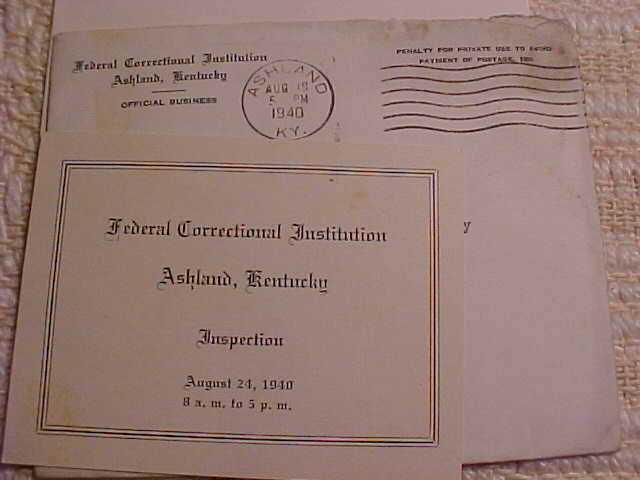 Federal Correctional Institution
Ashland, Kentucky
OFFICIAL BUSINESS
ASHLAND
AUG 19
5 PM
1940
KY.
PENALTY FOR PRIVATE USE TO AVOID
PAYMENT OF POSTAGE, $300
y
Federal Correctional Institution
Ashland, Kentucky
Inspection
August 24, 1940
8 a. m. to 5 p. m.